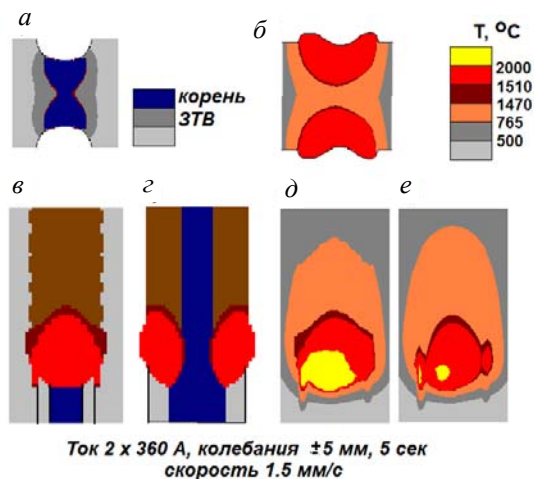 а
б
T, °C
2000
1510
1470
765
500
корень
ЗТВ
в
г
д
е
Ток 2 x 360 А, колебания ±5 мм, 5 сек
скорость 1.5 мм/с